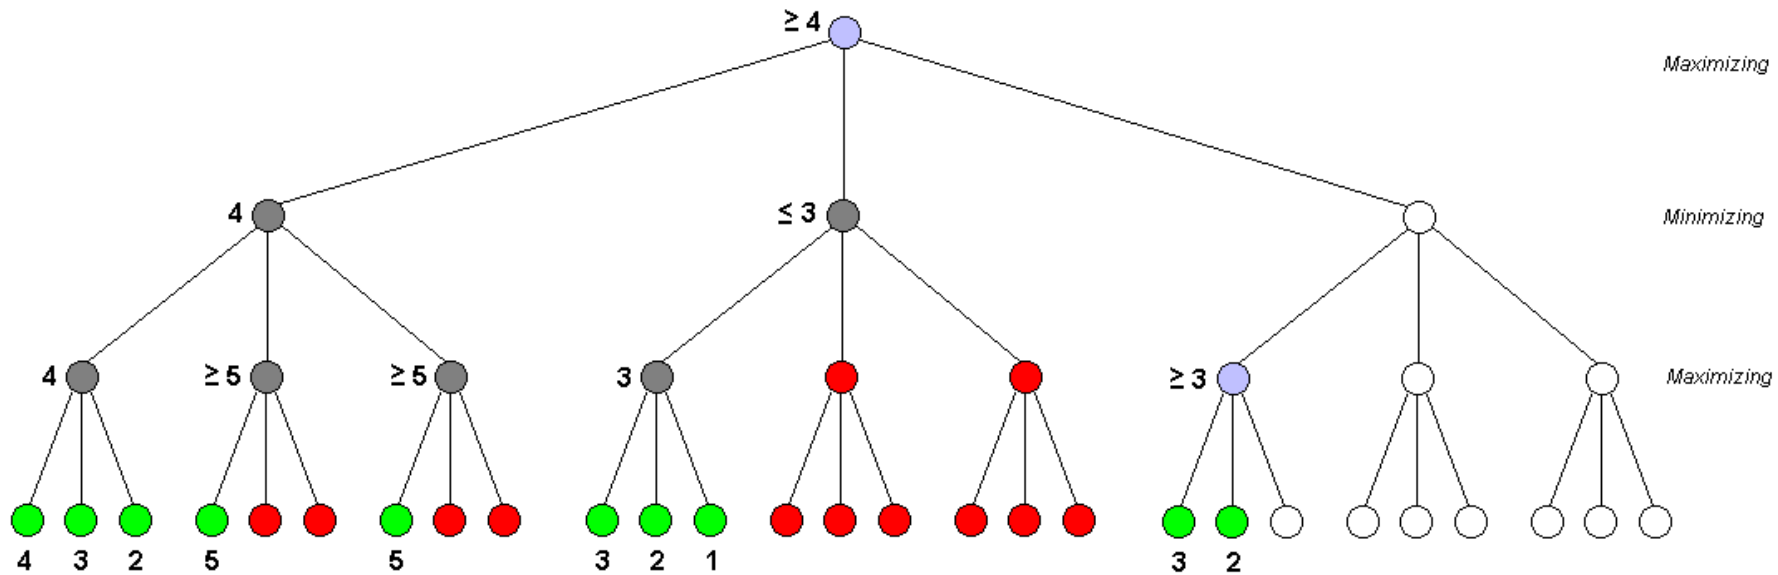 ≥ 4
Maximizing
4
≤ 3
Minimizing
4
≥ 5
≥ 5
3
≥ 3
Maximizing
4 3 2 5 5 3 2 1 3 2